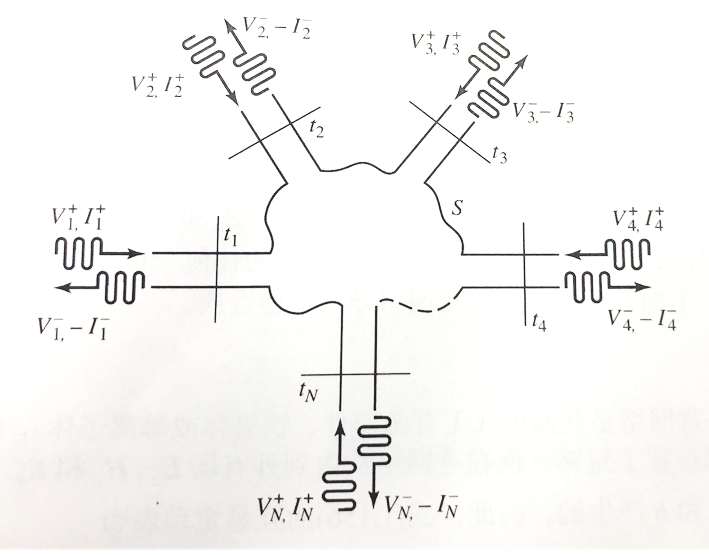 V₂⁻, −I₂⁻
V₂⁺, I₂⁺
t₂
V₃⁺, I₃⁺
V₃⁻, −I₃⁻
t₃
V₁⁺, I₁⁺
t₁
V₁⁻, −I₁⁻
S
V₄⁺, I₄⁺
t₄
V₄⁻, −I₄⁻
t_N
V_N⁺, I_N⁺
V_N⁻, −I_N⁻